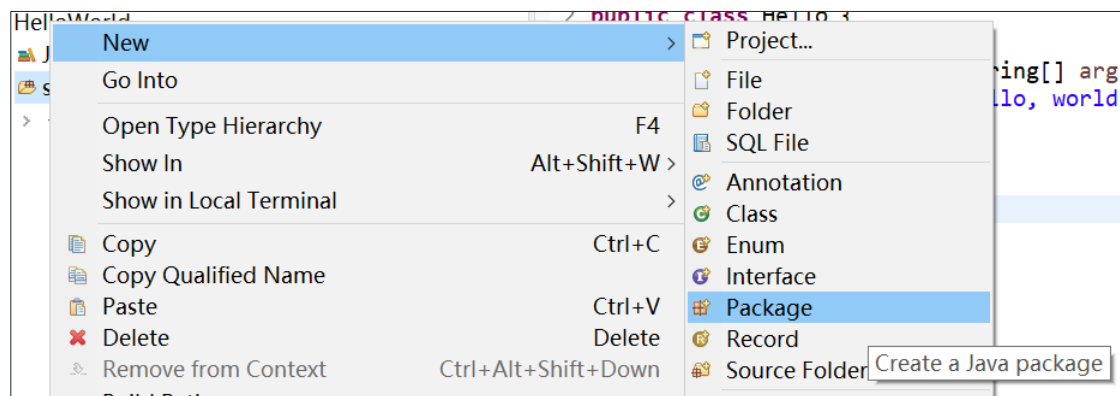 HelloWorld
2 public class Hello {
New
Project...
Go Into
File
ring[] arg
llo, world
Folder
Open Type Hierarchy F4
SQL File
Show In Alt+Shift+W
Annotation
Show in Local Terminal
Class
Copy Ctrl+C
Enum
Copy Qualified Name
Interface
Paste Ctrl+V
Package
Delete Delete
Record
Remove from Context Ctrl+Alt+Shift+Down
Source Folder
Create a Java package